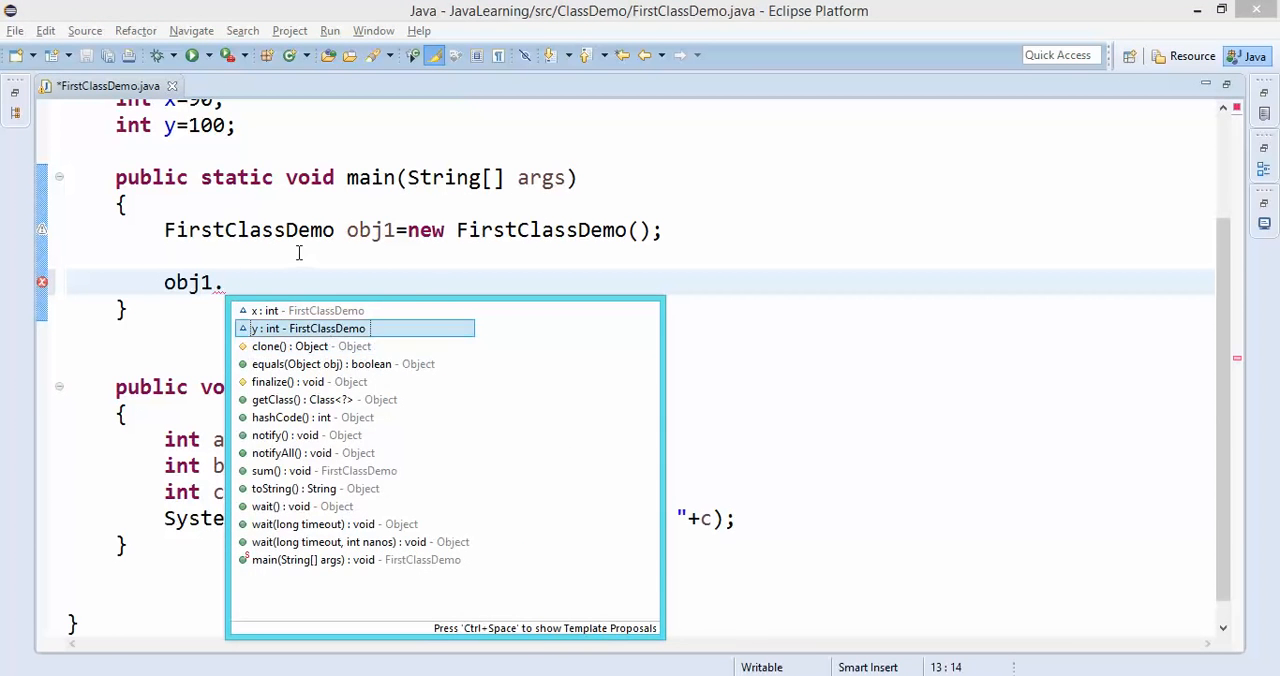 Java - JavaLearning/src/ClassDemo/FirstClassDemo.java - Eclipse Platform
File Edit Source Refactor Navigate Search Project Run Window Help
Quick Access Resource Java
*FirstClassDemo.java
int x=90;
int y=100;
public static void main(String[] args)
{
FirstClassDemo obj1=new FirstClassDemo();
obj1.
}
x : int - FirstClassDemo
y : int - FirstClassDemo
clone() : Object - Object
equals(Object obj) : boolean - Object
finalize() : void - Object
getClass() : Class<?> - Object
hashCode() : int - Object
notify() : void - Object
notifyAll() : void - Object
sum() : void - FirstClassDemo
toString() : String - Object
wait() : void - Object
wait(long timeout) : void - Object
wait(long timeout, int nanos) : void - Object
main(String[] args) : void - FirstClassDemo
Press 'Ctrl+Space' to show Template Proposals
public vo
{
int a
int b
int c
Syste "+c);
}
}
Writable Smart Insert 13 : 14